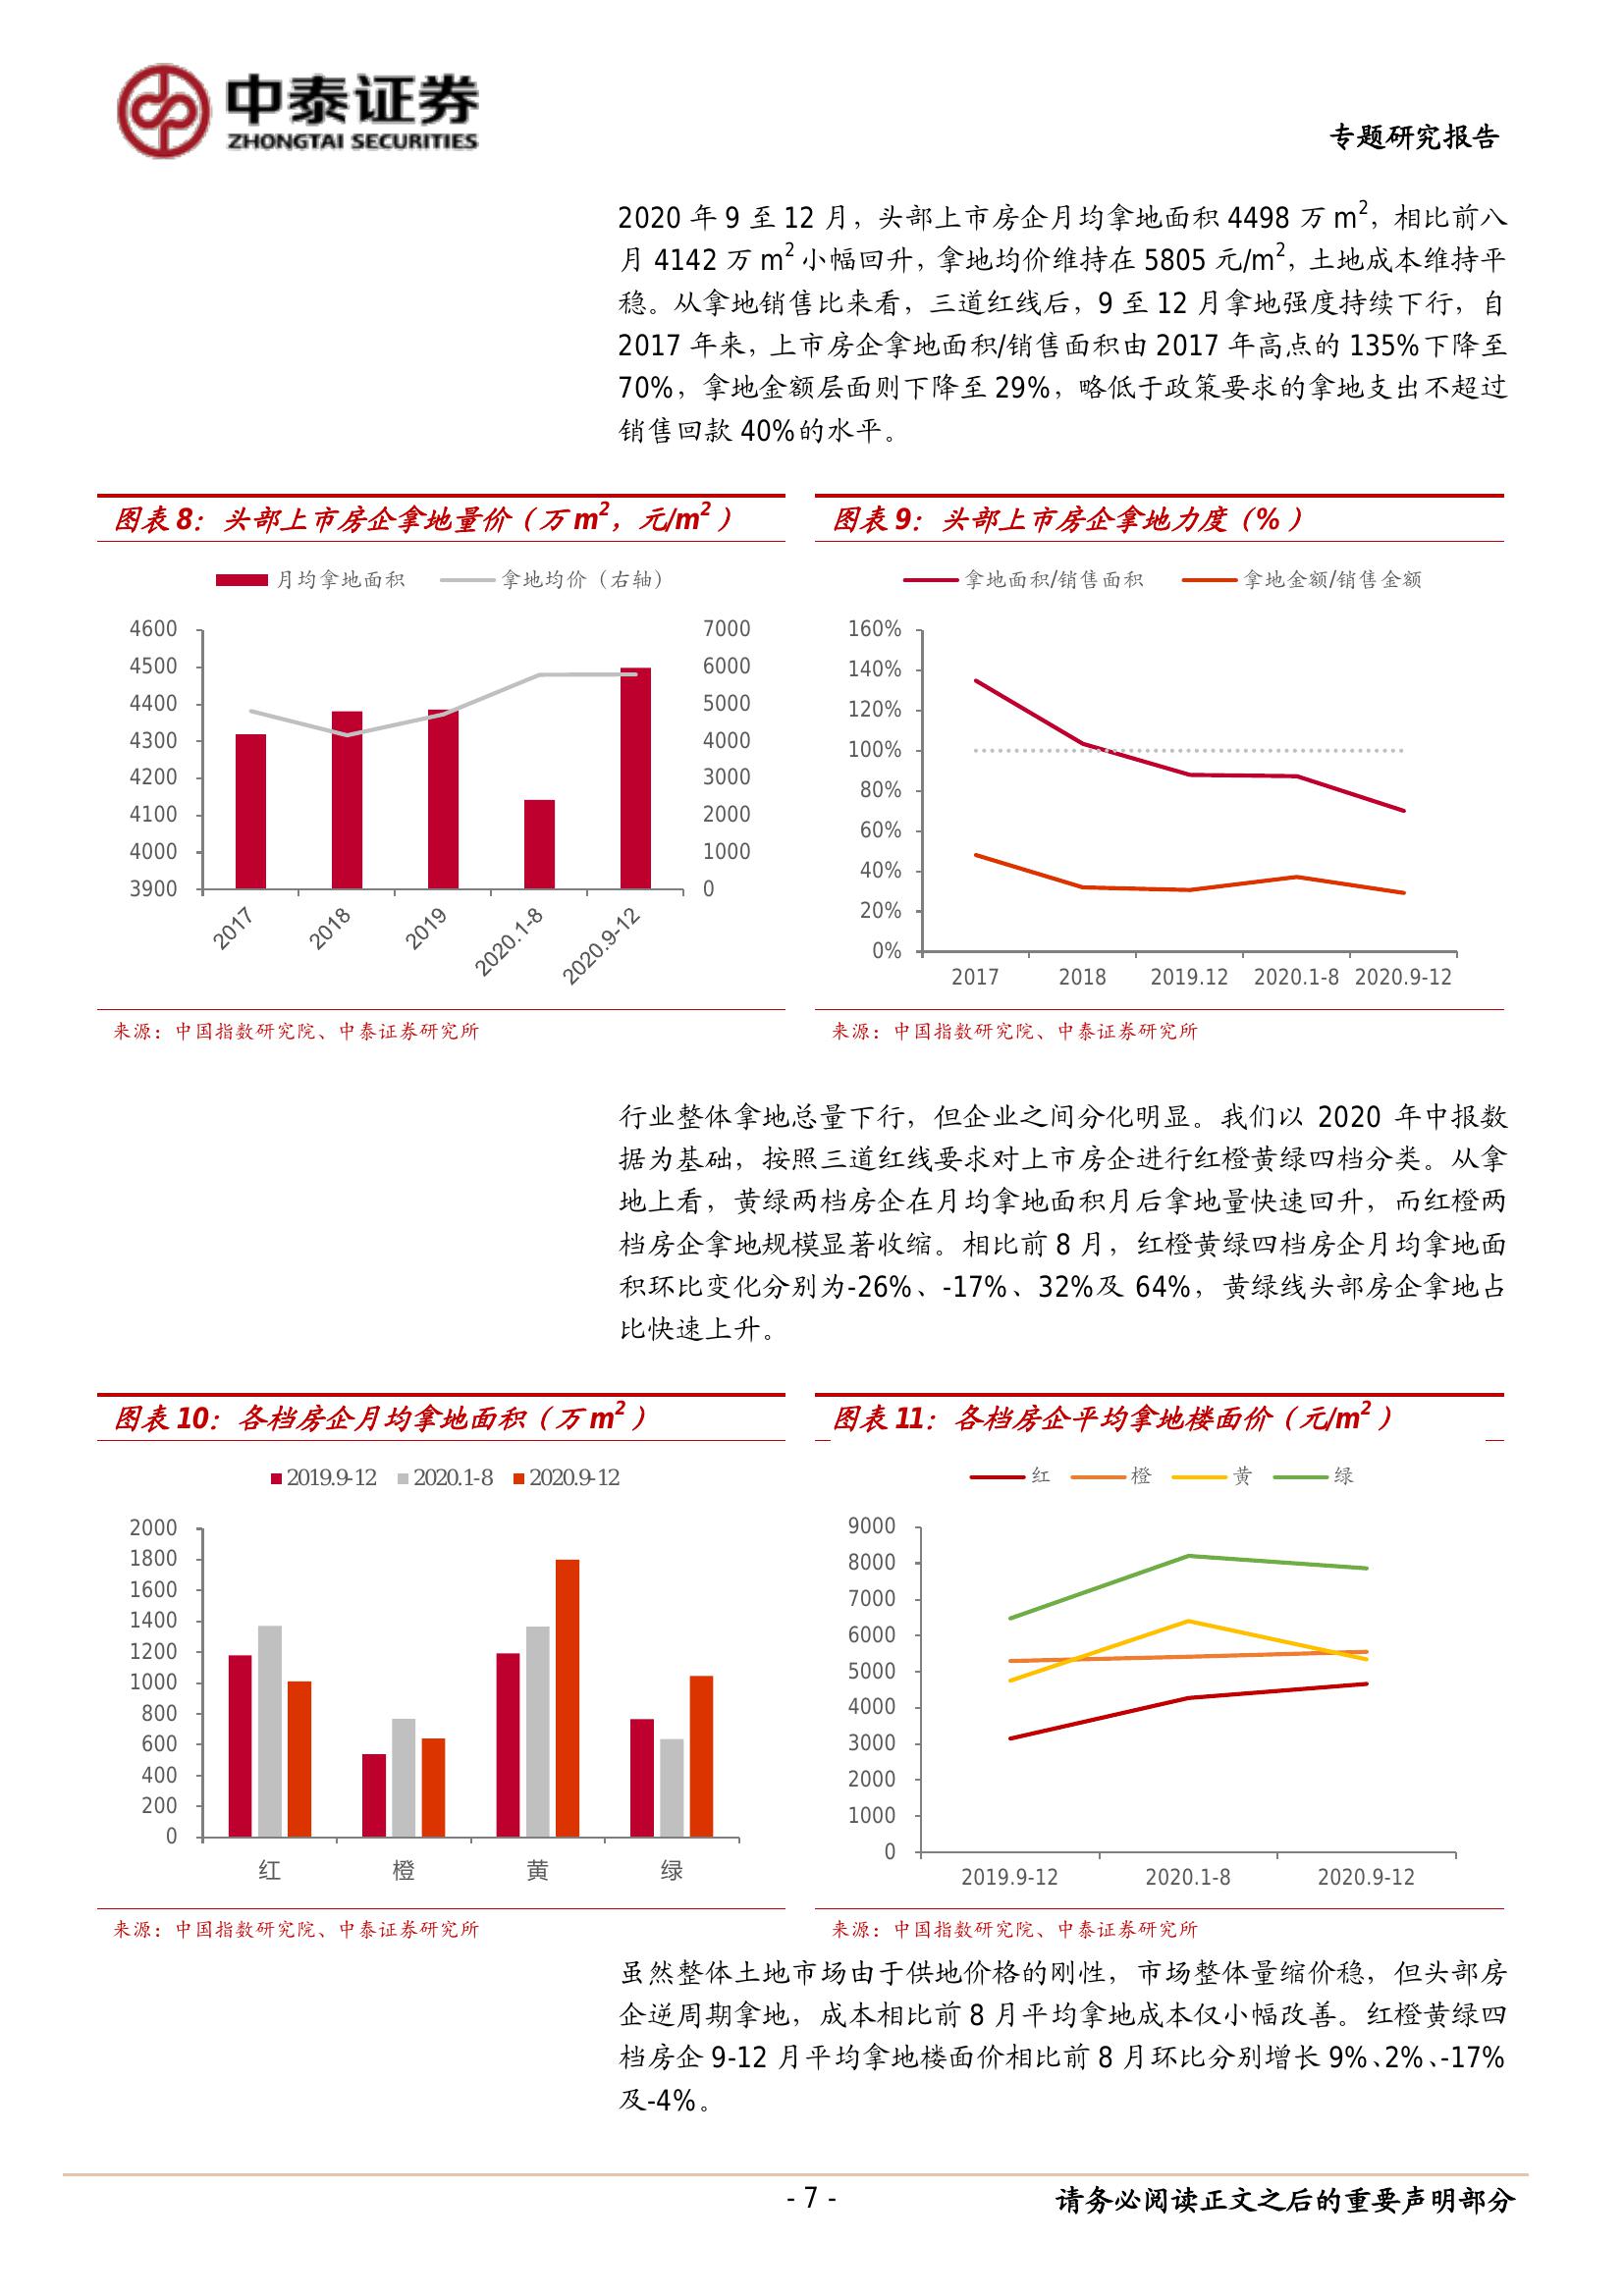 中泰证券
ZHONGTAI SECURITIES
专题研究报告
2020 年 9 至 12 月，头部上市房企月均拿地面积 4498 万 m²，相比前八
月 4142 万 m² 小幅回升，拿地均价维持在 5805 元/m²，土地成本维持平
稳。从拿地销售比来看，三道红线后，9 至 12 月拿地强度持续下行，自
2017 年来，上市房企拿地面积/销售面积由 2017 年高点的 135%下降至
70%，拿地金额层面则下降至 29%，略低于政策要求的拿地支出不超过
销售回款 40%的水平。
图表 8：头部上市房企拿地量价（万 m²，元/m²）
月均拿地面积 拿地均价（右轴）
4600 7000
4500 6000
4400 5000
4300 4000
4200 3000
4100 2000
4000 1000
3900 0
2017 2018 2019 2020.1-8 2020.9-12
来源：中国指数研究院、中泰证券研究所
图表 9：头部上市房企拿地力度（%）
拿地面积/销售面积 拿地金额/销售金额
160%
140%
120%
100%
80%
60%
40%
20%
0%
2017 2018 2019.12 2020.1-8 2020.9-12
来源：中国指数研究院、中泰证券研究所
行业整体拿地总量下行，但企业之间分化明显。我们以 2020 年中报数
据为基础，按照三道红线要求对上市房企进行红橙黄绿四档分类。从拿
地上看，黄绿两档房企在月均拿地面积月后拿地量快速回升，而红橙两
档房企拿地规模显著收缩。相比前 8 月，红橙黄绿四档房企月均拿地面
积环比变化分别为-26%、-17%、32%及 64%，黄绿线头部房企拿地占
比快速上升。
图表 10：各档房企月均拿地面积（万 m²）
2019.9-12 2020.1-8 2020.9-12
2000
1800
1600
1400
1200
1000
800
600
400
200
0
红 橙 黄 绿
来源：中国指数研究院、中泰证券研究所
图表 11：各档房企平均拿地楼面价（元/m²）
红 橙 黄 绿
9000
8000
7000
6000
5000
4000
3000
2000
1000
0
2019.9-12 2020.1-8 2020.9-12
来源：中国指数研究院、中泰证券研究所
虽然整体土地市场由于供地价格的刚性，市场整体量缩价稳，但头部房
企逆周期拿地，成本相比前 8 月平均拿地成本仅小幅改善。红橙黄绿四
档房企 9-12 月平均拿地楼面价相比前 8 月环比分别增长 9%、2%、-17%
及-4%。
- 7 -
请务必阅读正文之后的重要声明部分